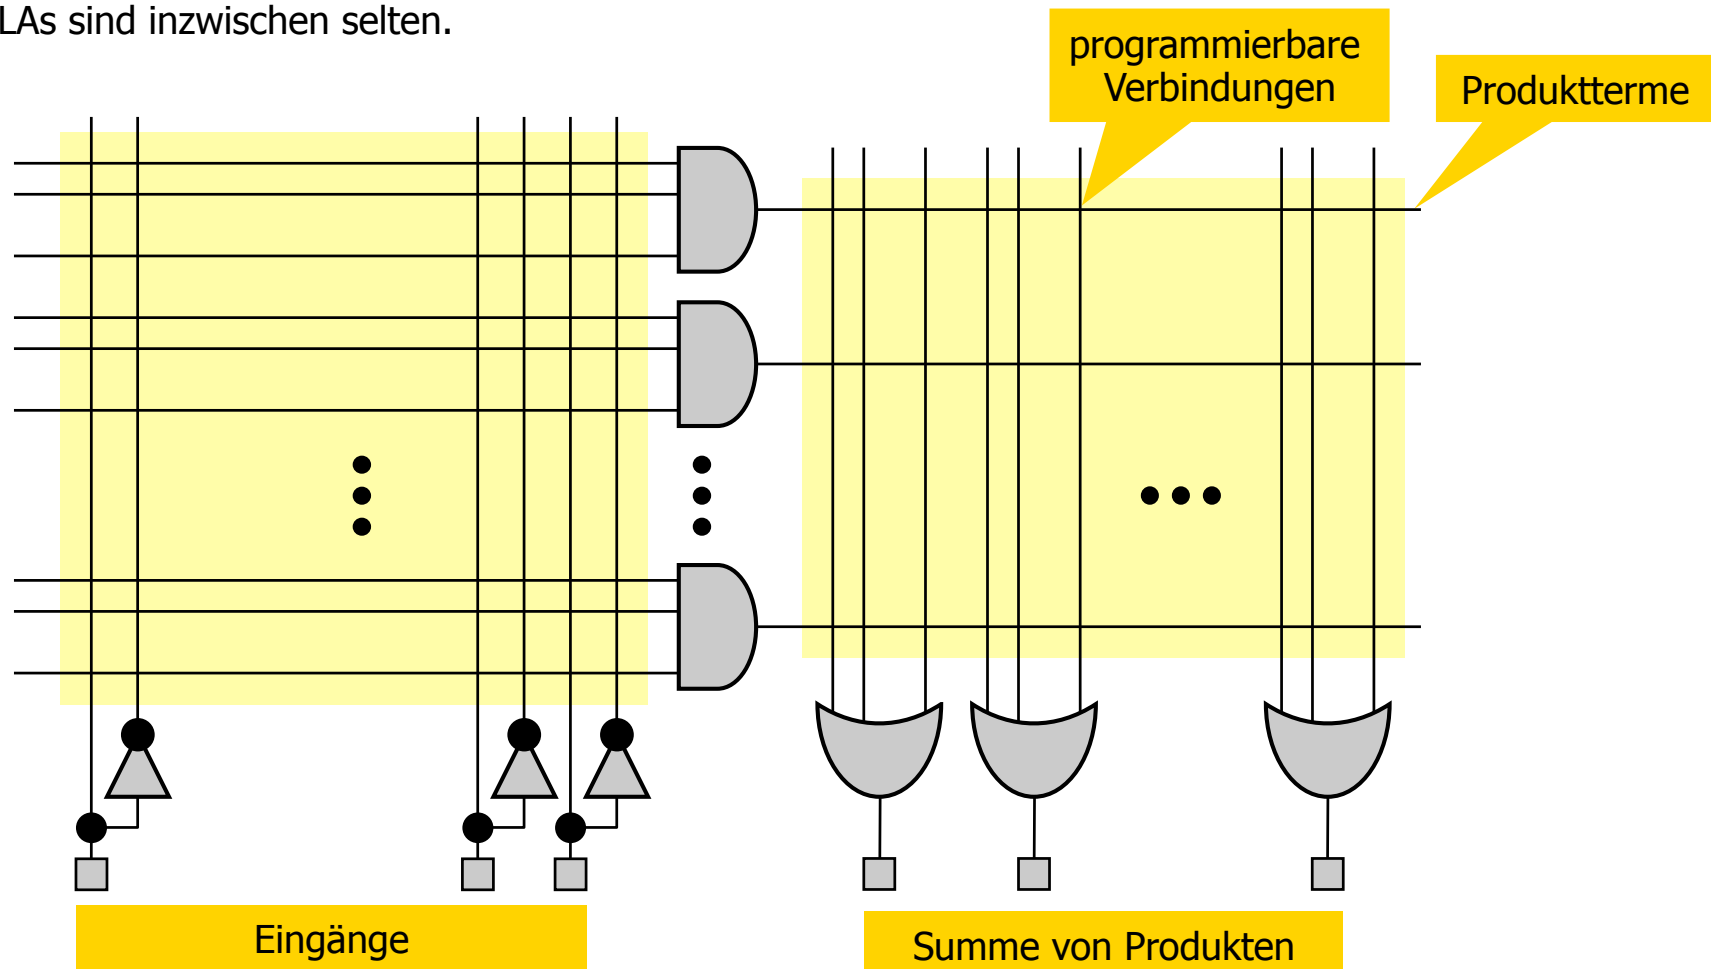 LAs sind inzwischen selten.
programmierbare
Verbindungen
Produktterme
Eingänge
Summe von Produkten